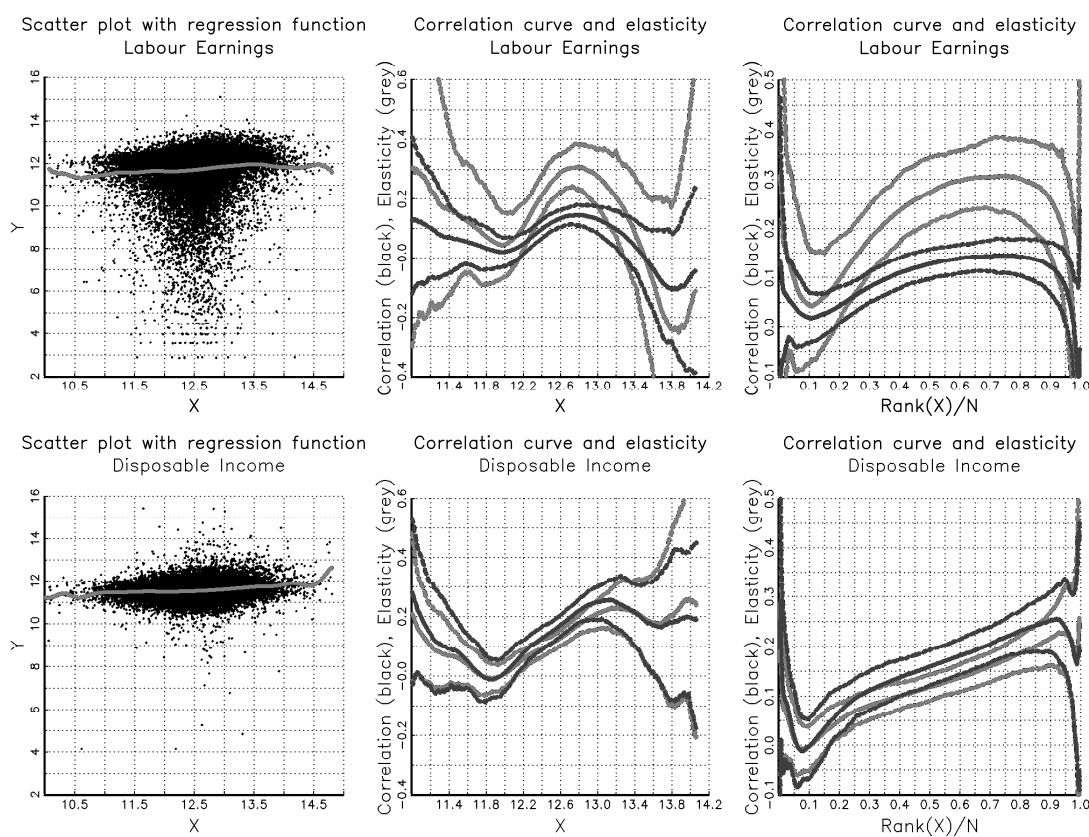 Scatter plot with regression function
Labour Earnings
Y
16
14
12
10
8
6
4
2
10.5 11.5 12.5 13.5 14.5
X
Correlation curve and elasticity
Labour Earnings
Correlation (black), Elasticity (grey)
0.6
0.4
0.2
-0.0
-0.2
-0.4
11.4 11.8 12.2 12.6 13.0 13.4 13.8 14.2
X
Correlation curve and elasticity
Labour Earnings
Correlation (black), Elasticity (grey)
0.5
0.4
0.3
0.2
0.1
0.0
-0.1
0.1 0.2 0.3 0.4 0.5 0.6 0.7 0.8 0.9 1.0
Rank(X)/N
Scatter plot with regression function
Disposable Income
Y
16
14
12
10
8
6
4
2
10.5 11.5 12.5 13.5 14.5
X
Correlation curve and elasticity
Disposable Income
Correlation (black), Elasticity (grey)
0.6
0.4
0.2
-0.0
-0.2
-0.4
11.4 11.8 12.2 12.6 13.0 13.4 13.8 14.2
X
Correlation curve and elasticity
Disposable Income
Correlation (black), Elasticity (grey)
0.5
0.4
0.3
0.2
0.1
0.0
-0.1
0.1 0.2 0.3 0.4 0.5 0.6 0.7 0.8 0.9 1.0
Rank(X)/N